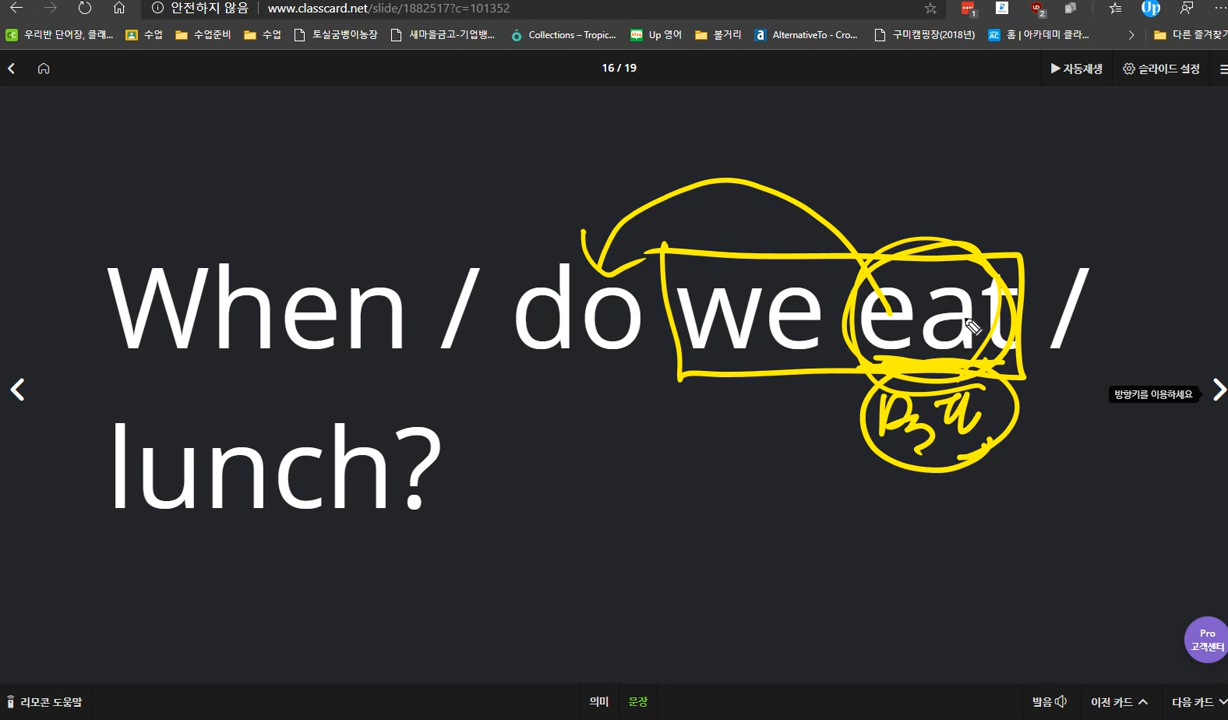 안전하지 않음 www.classcard.net/slide/1882517?c=101352
우리반 단어장, 클래... 수업 수업준비 수업 토실굼벵이농장 새마을금고-기업뱅... Collections – Tropic... Up 영어 볼거리 AlternativeTo - Cro... 구미캠핑장(2018년) 홈 | 아카데미 클라... 다른 즐겨찾기
16 / 19 자동재생 슬라이드 설정
When / do we eat /
방향키를 이용하세요
lunch?
Pro
고객센터
리모콘 도움말 의미 문장 발음 이전 카드 다음 카드